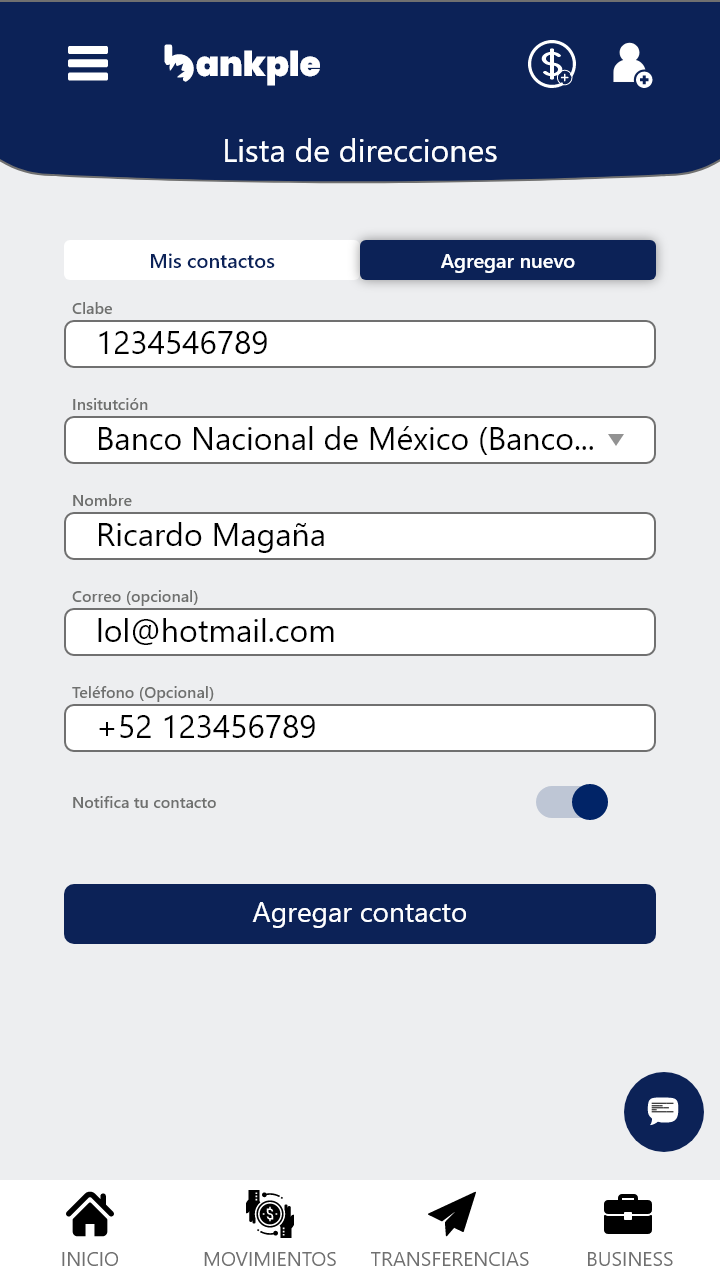 bankple
Lista de direcciones
Mis contactos
Agregar nuevo
Clabe
1234546789
Insitutción
Banco Nacional de México (Banco...
Nombre
Ricardo Magaña
Correo (opcional)
lol@hotmail.com
Teléfono (Opcional)
+52 123456789
Notifica tu contacto
Agregar contacto
INICIO
MOVIMIENTOS
TRANSFERENCIAS
BUSINESS